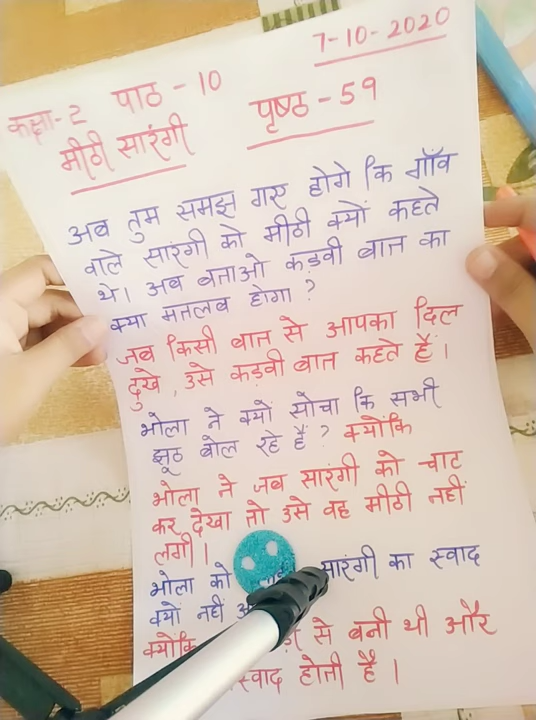 7-10-2020
कक्षा-2 पाठ - 10
पृष्ठ - 59
मीठी सारंगी
अब तुम समझ गए होगे कि गाँव
वाले सारंगी को मीठी क्यों कहते
थे। अब बताओ कड़वी बात का
क्या मतलब होगा ?
जब किसी बात से आपका दिल
दुखे , उसे कड़वी बात कहते हैं।
भोला ने क्यों सोचा कि सभी
झूठ बोल रहे हैं ? क्योंकि
भोला ने जब सारंगी को चाट
कर देखा तो उसे वह मीठी नहीं
लगी।
भोला को सारंगी का स्वाद
क्यों नहीं
क्योंकि से बनी थी और
स्वाद होती है।